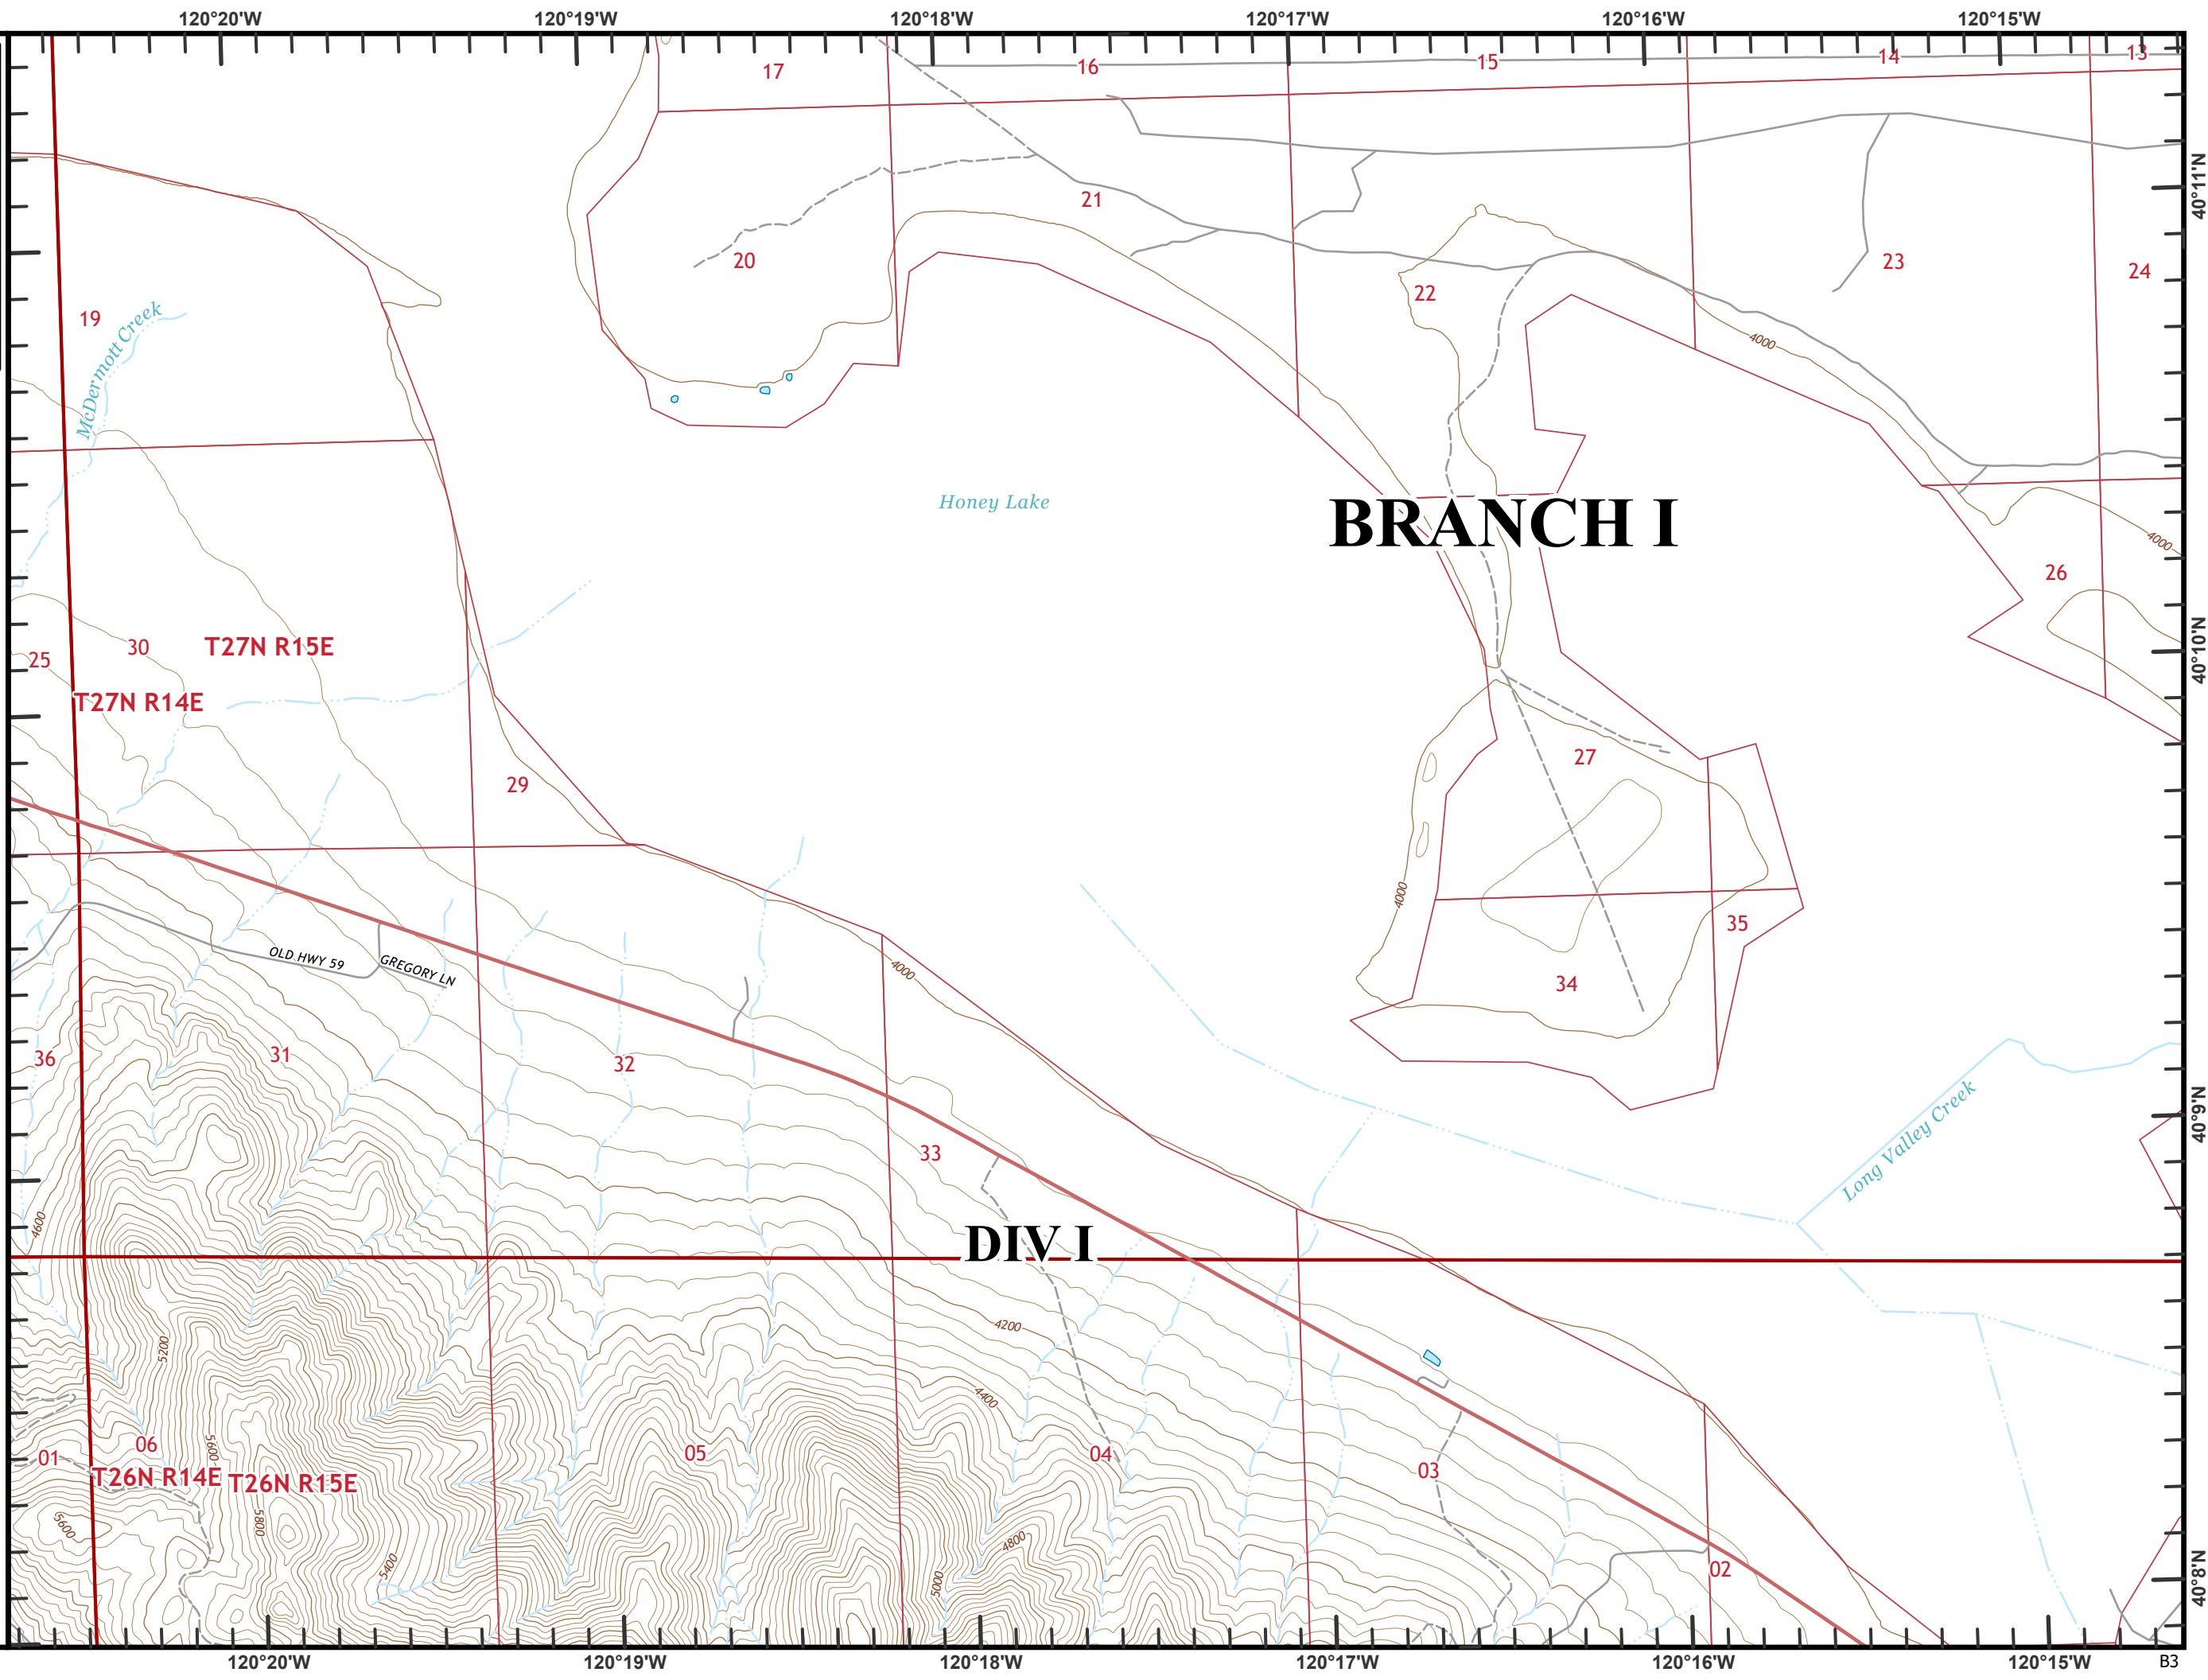 120°20'W 120°19'W 120°18'W 120°17'W 120°16'W 120°15'W
17 16 15 14 13
40°11'N
21
20 22 23 24
19
McDermott Creek
4000
Honey Lake
BRANCH I
4000
26
30 T27N R15E
25
40°10'N
T27N R14E
27
29
4000
35
OLD HWY 59 GREGORY LN
4000
34
36 31 32
33
Long Valley Creek
40°9'N
4600
DIV I
4200
5200
4400
01 06 5600 05 04 03
T26N R14E T26N R15E
5600 5800
4800
5400 5000
02
40°8'N
120°20'W 120°19'W 120°18'W 120°17'W 120°16'W 120°15'W
B3